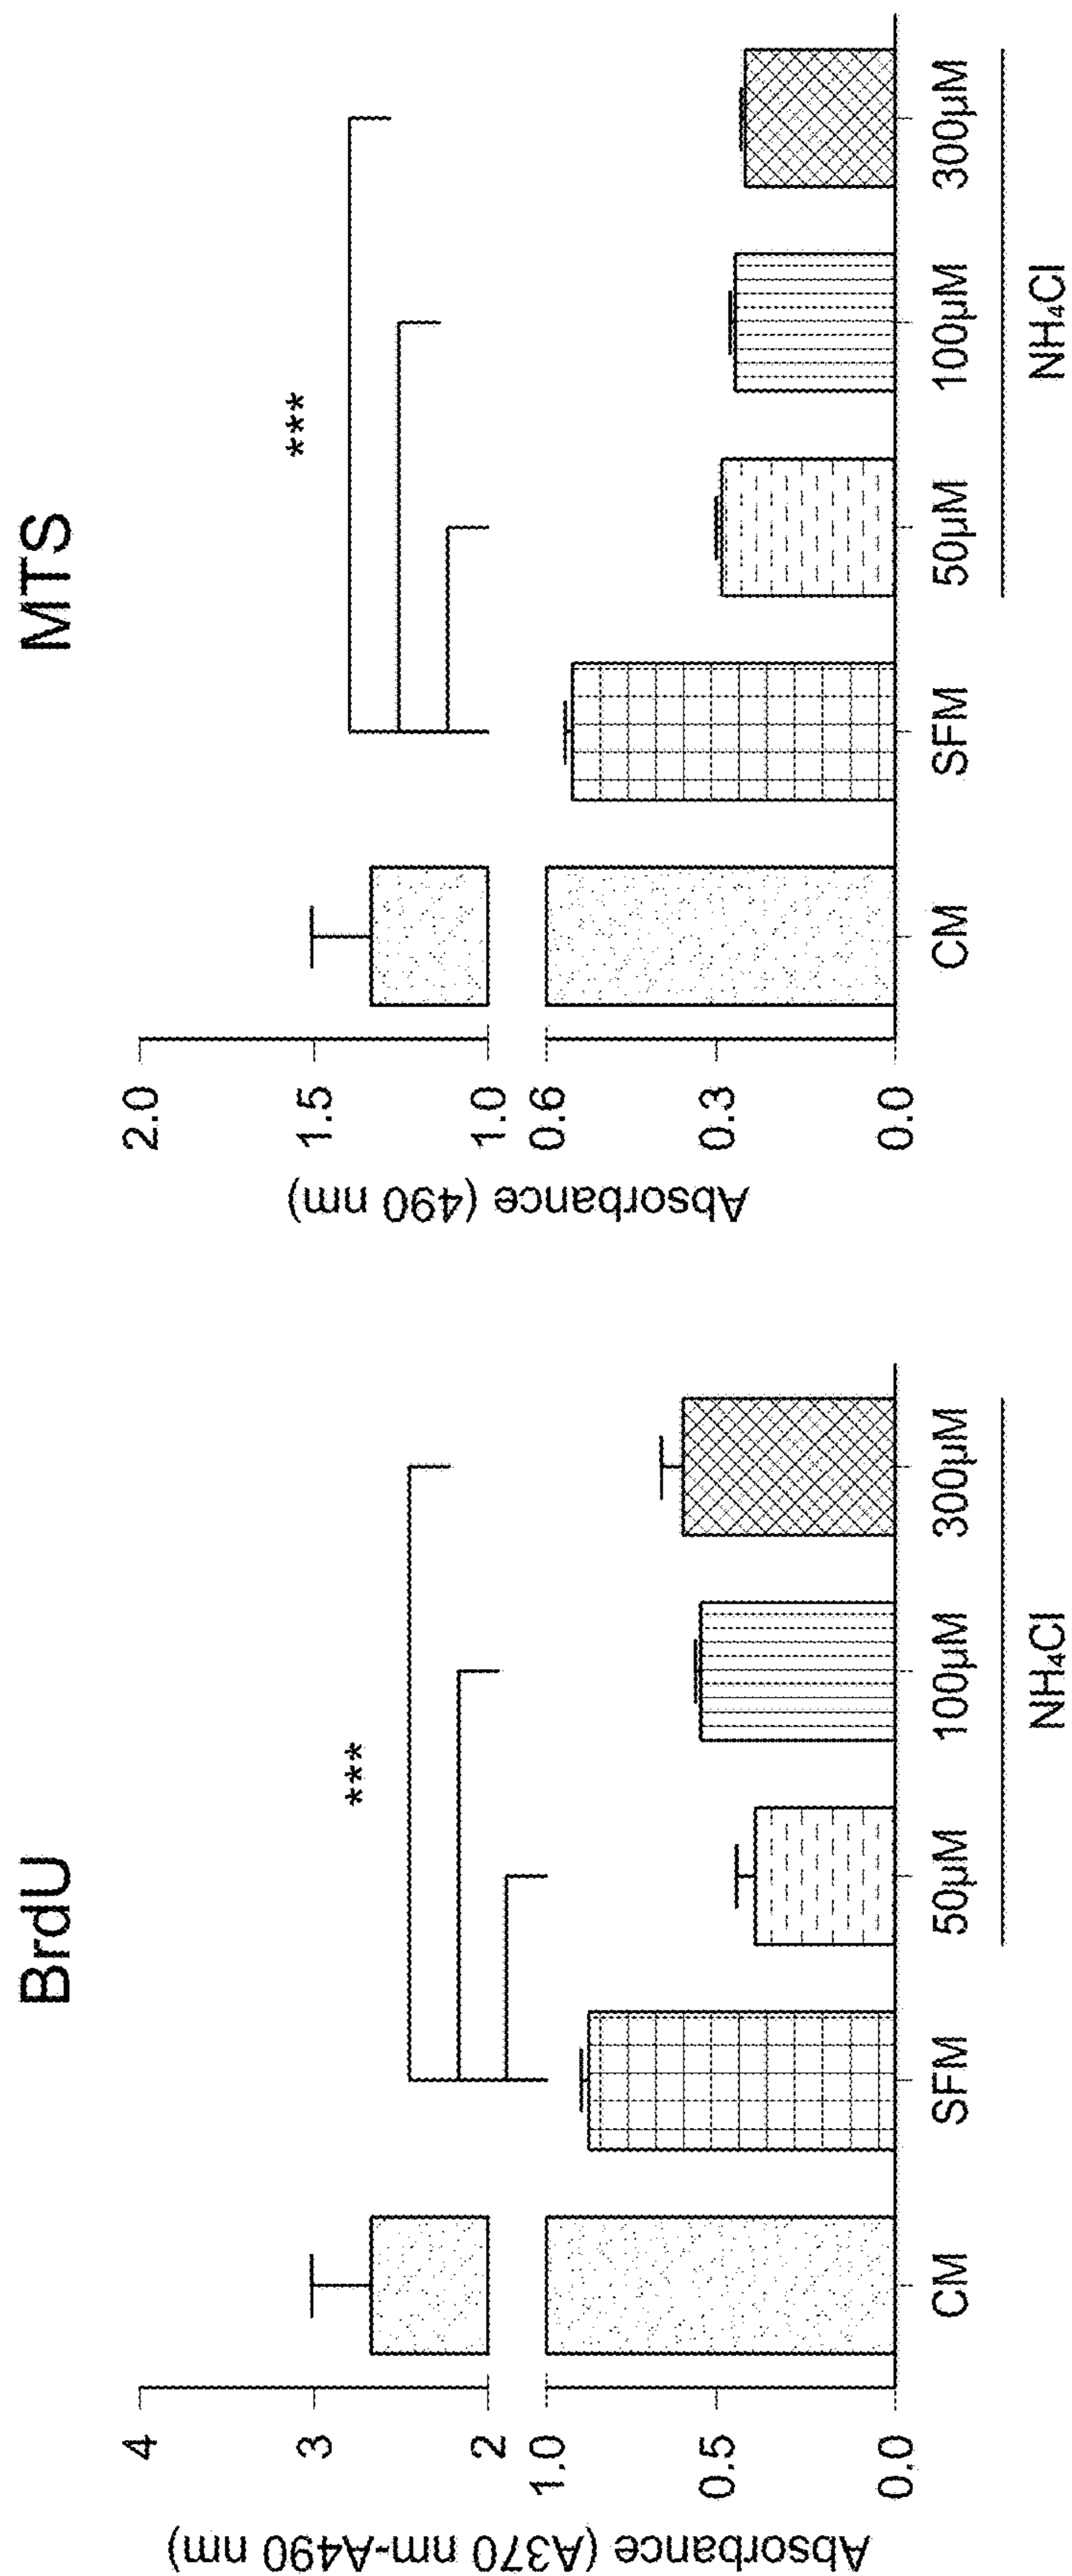 BrdU
Absorbance (A370 nm-A490 nm)
4
3
2
1.0
0.5
0.0
***
CM SFM 50µM 100µM 300µM
NH₄Cl
MTS
Absorbance (490 nm)
2.0
1.5
1.0
0.6
0.3
0.0
***
CM SFM 50µM 100µM 300µM
NH₄Cl